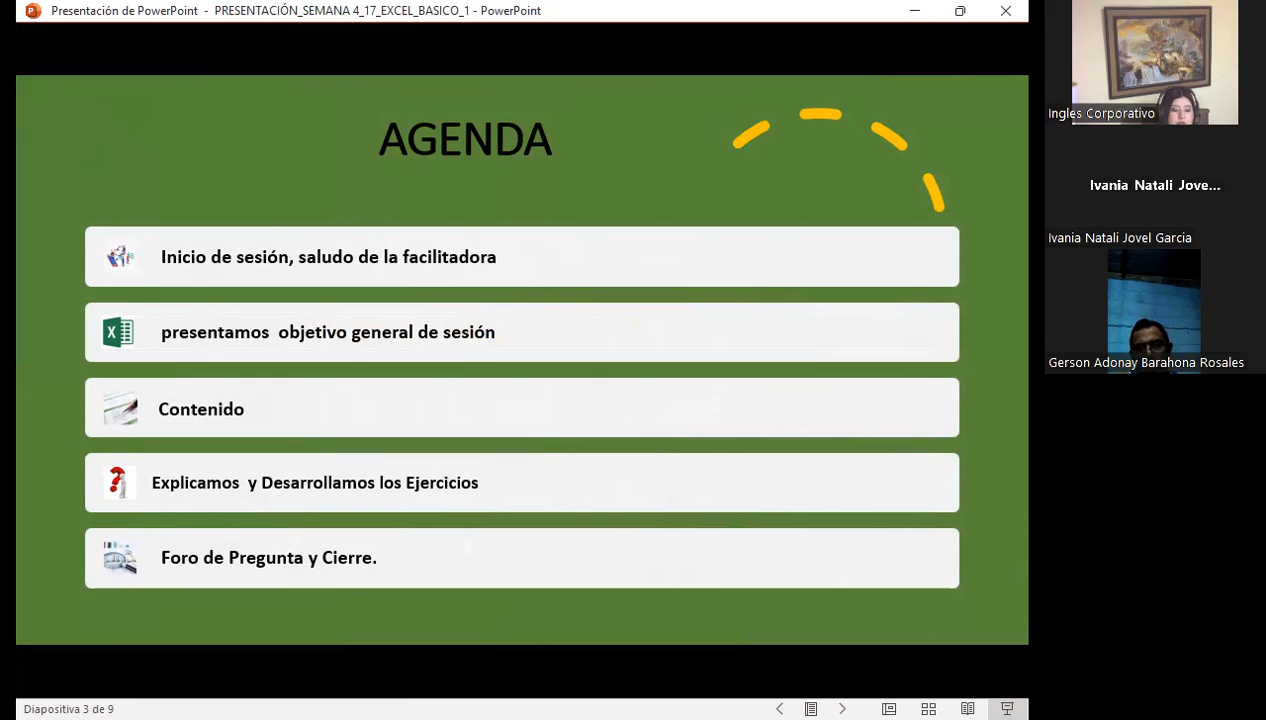 Presentación de PowerPoint - PRESENTACIÓN_SEMANA 4_17_EXCEL_BASICO_1 - PowerPoint
AGENDA
Inicio de sesión, saludo de la facilitadora
presentamos  objetivo general de sesión
Contenido
Explicamos  y Desarrollamos los Ejercicios
Foro de Pregunta y Cierre.
Diapositiva 3 de 9
Ingles Corporativo
Ivania Natali Jove...
Ivania Natali Jovel Garcia
Gerson Adonay Barahona Rosales